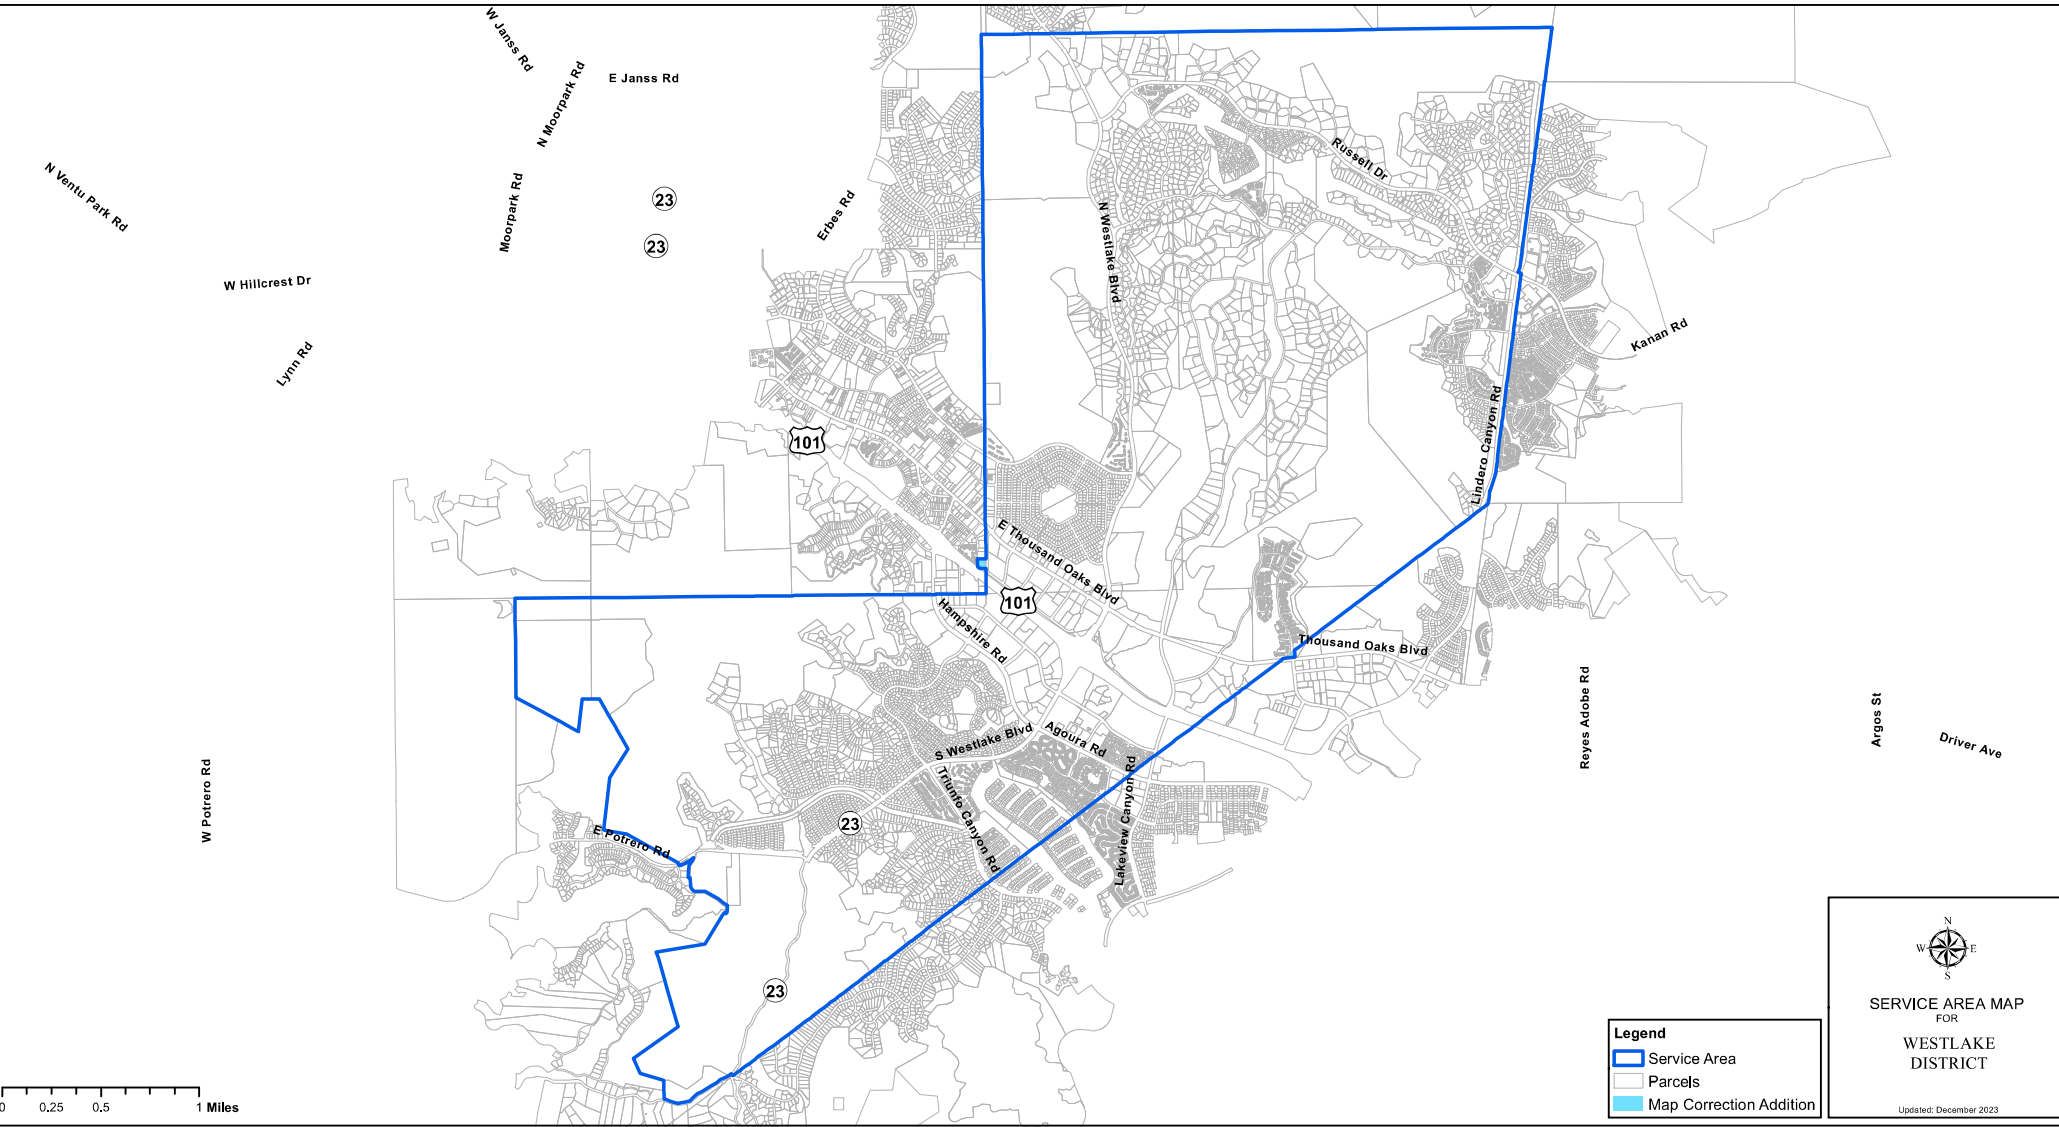 W Janss Rd
N Moorpark Rd
E Janss Rd
N Ventu Park Rd
Moorpark Rd
23
23
Erbes Rd
W Hillcrest Dr
Lynn Rd
Russell Dr
N Westlake Blvd
Kanan Rd
Lindero Canyon Rd
101
E Thousand Oaks Blvd
101
Hampshire Rd
Thousand Oaks Blvd
Reyes Adobe Rd
Argos St
Driver Ave
S Westlake Blvd
Agoura Rd
Triunfo Canyon Rd
Lakeview Canyon Rd
W Potrero Rd
E Potrero Rd
23
23
0 0.25 0.5 1 Miles
Legend
Service Area
Parcels
Map Correction Addition
N
W E
S
SERVICE AREA MAP
FOR
WESTLAKE
DISTRICT
Updated: December 2023